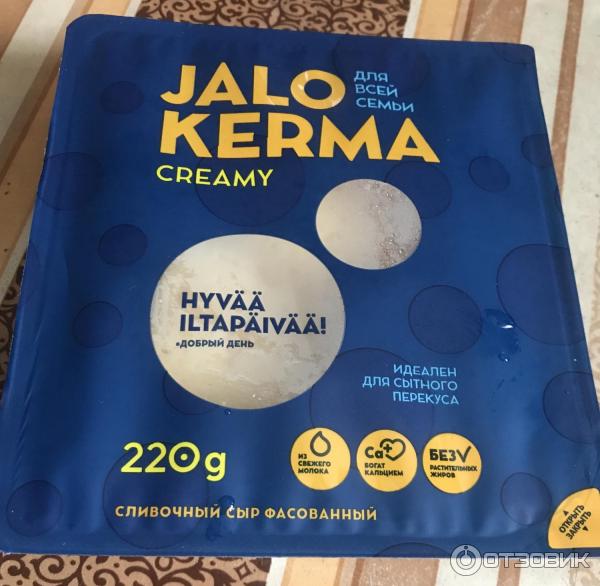 JALO
KERMA
ДЛЯ
ВСЕЙ
СЕМЬИ
CREAMY
HYVÄÄ
ILTAPÄIVÄÄ!
*ДОБРЫЙ ДЕНЬ
ИДЕАЛЕН
ДЛЯ СЫТНОГО
ПЕРЕКУСА
220g
ИЗ
СВЕЖЕГО
МОЛОКА
Ca+
БОГАТ
КАЛЬЦИЕМ
БЕЗ
РАСТИТЕЛЬНЫХ
ЖИРОВ
СЛИВОЧНЫЙ СЫР ФАСОВАННЫЙ
ОТКРЫТЬ
ЗАКРЫТЬ
ОТЗОВИК